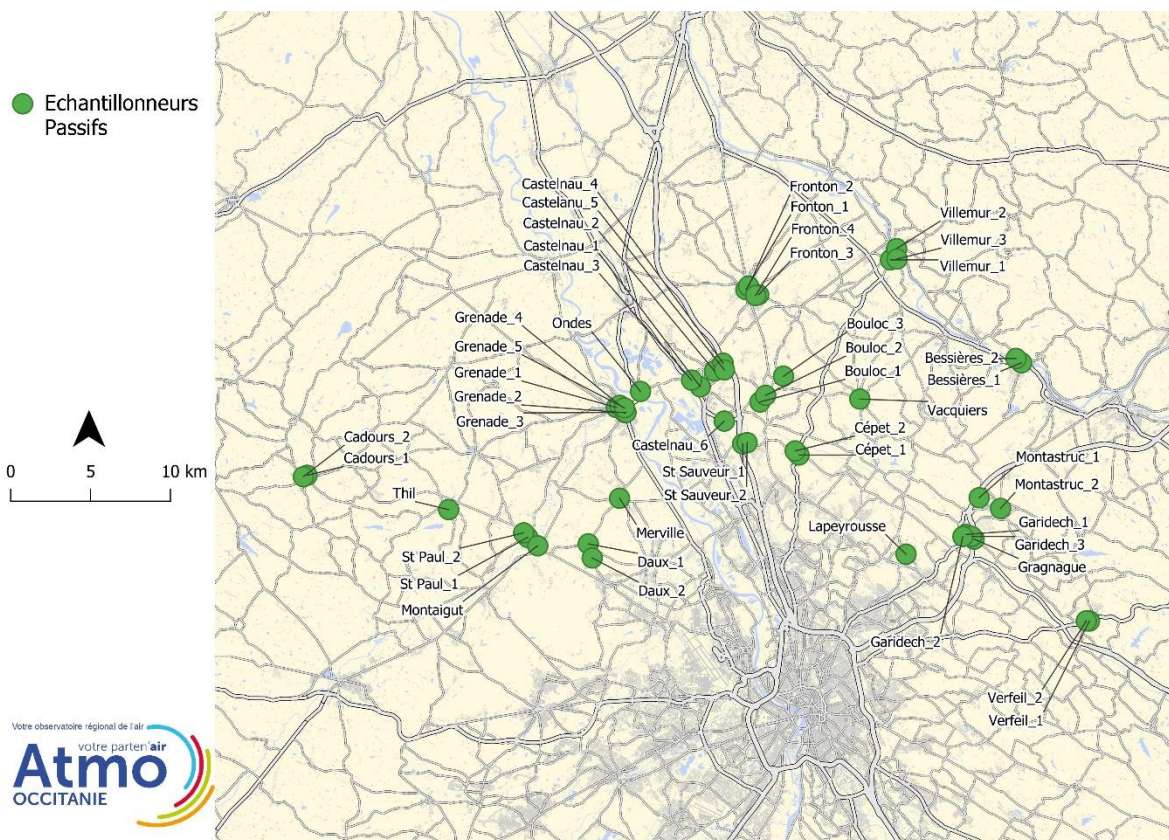 Echantillonneurs
Passifs
Castelnau_4
Castelanu_5
Castelnau_2
Castelnau_1
Castelnau_3
Fronton_2
Fonton_1
Fronton_4
Fronton_3
Villemur_2
Villemur_3
Villemur_1
Grenade_4
Ondes
Grenade_5
Grenade_1
Grenade_2
Grenade_3
Bouloc_3
Bouloc_2
Bouloc_1
Bessières_2
Bessières_1
Vacquiers
Cadours_2
Cadours_1
Castelnau_6
Cépet_2
Cépet_1
St Sauveur_1
St Sauveur_2
Montastruc_1
Montastruc_2
0 5 10 km
Thil
Merville
Lapeyrousse
Garidech_1
Garidech_3
Gragnague
St Paul_2
St Paul_1
Montaigut
Daux_1
Daux_2
Garidech_2
Verfeil_2
Verfeil_1
Votre observatoire régional de l'air
votre parten'air
Atmo
OCCITANIE